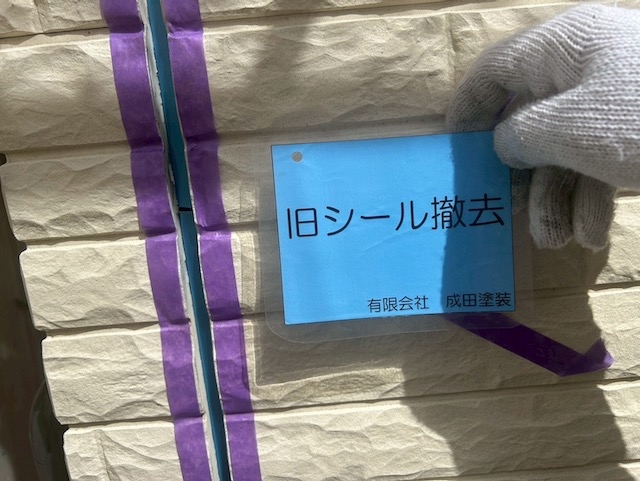 旧シール撤去
有限会社　成田塗装